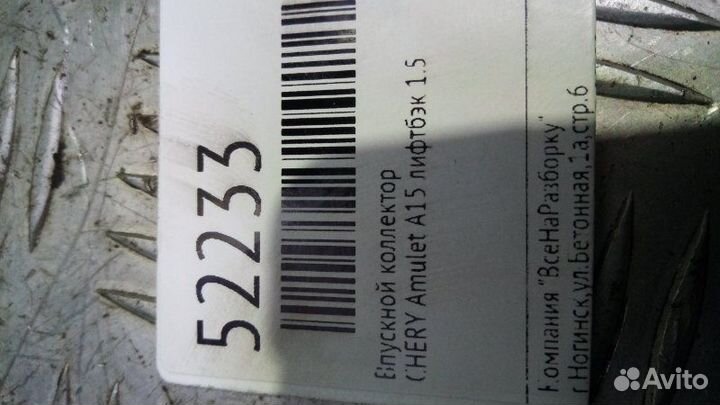 52233
Впускной коллектор
CHERY Amulet A15 лифтбэк 1.5
Компания "ВсеНаРазборку"
г.Ногинск,ул.Бетонная,1а,стр.6
Avito